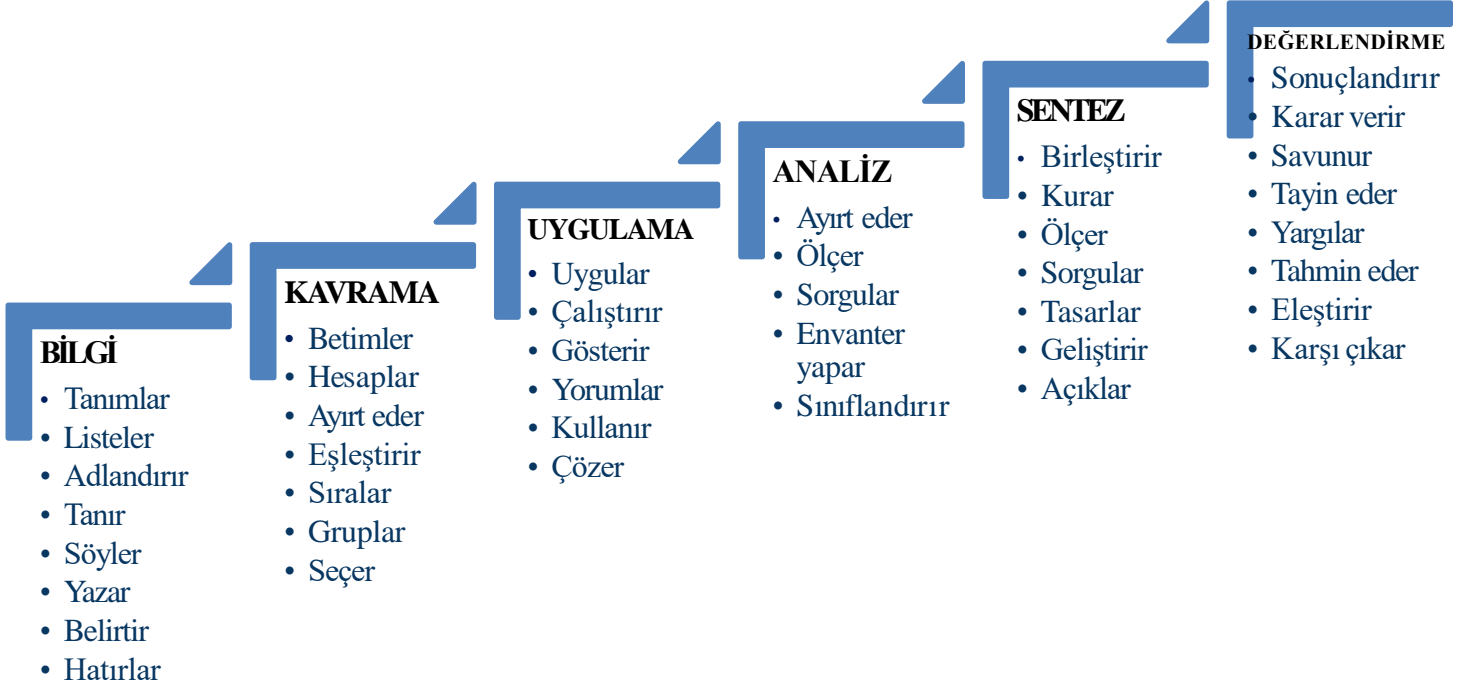 BİLGİ
• Tanımlar
• Listeler
• Adlandırır
• Tanır
• Söyler
• Yazar
• Belirtir
• Hatırlar
KAVRAMA
• Betimler
• Hesaplar
• Ayırt eder
• Eşleştirir
• Sıralar
• Gruplar
• Seçer
UYGULAMA
• Uygular
• Çalıştırır
• Gösterir
• Yorumlar
• Kullanır
• Çözer
ANALİZ
• Ayırt eder
• Ölçer
• Sorgular
• Envanter
yapar
• Sınıflandırır
SENTEZ
• Birleştirir
• Kurar
• Ölçer
• Sorgular
• Tasarlar
• Geliştirir
• Açıklar
DEĞERLENDİRME
• Sonuçlandırır
• Karar verir
• Savunur
• Tayin eder
• Yargılar
• Tahmin eder
• Eleştirir
• Karşı çıkar